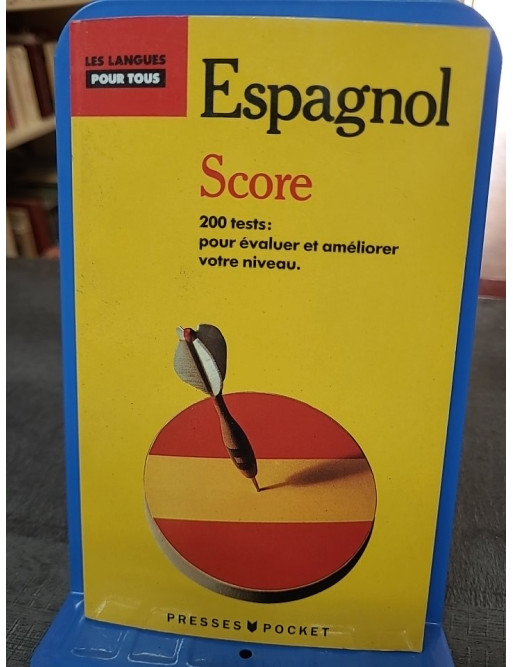 LES LANGUES
POUR TOUS
Espagnol
Score
200 tests:
pour évaluer et améliorer
votre niveau.
PRESSES POCKET